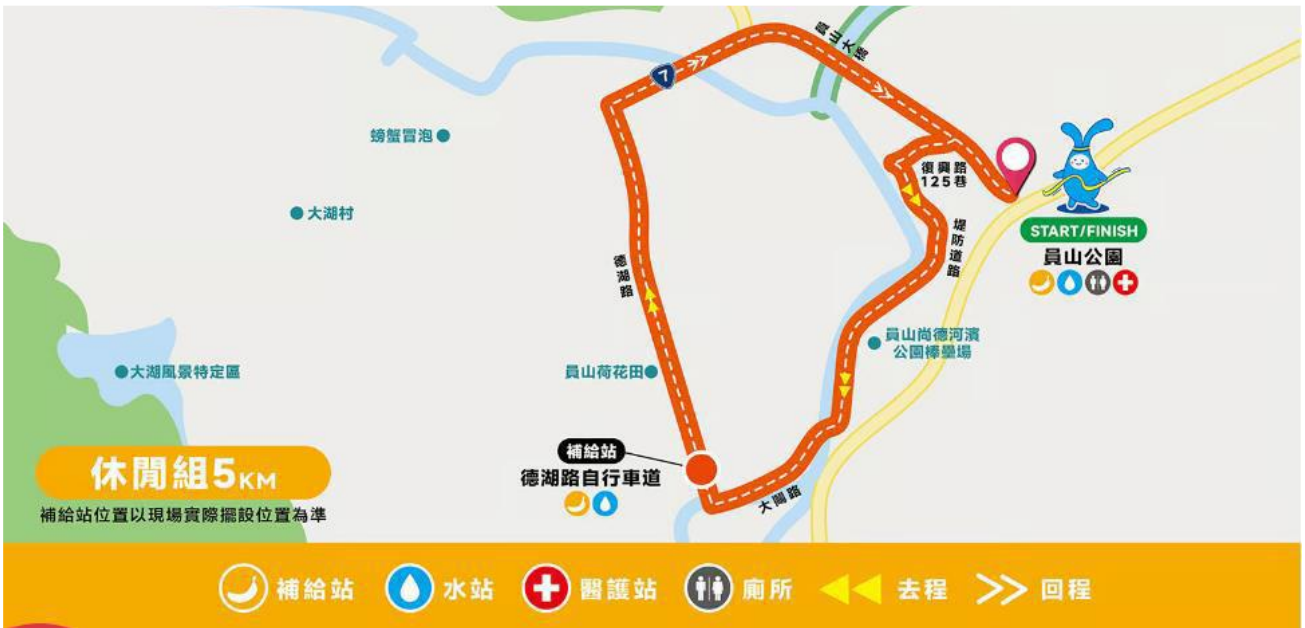 員山大橋
7
螃蟹冒泡
復興路
125巷
大湖村
堤防道路
START/FINISH
員山公園
德湖路
員山尚德河濱
公園棒壘場
大湖風景特定區
員山荷花田
補給站
德湖路自行車道
休閒組5KM
大闸路
補給站位置以現場實際擺設位置為準
補給站
水站
醫護站
廁所
去程
回程